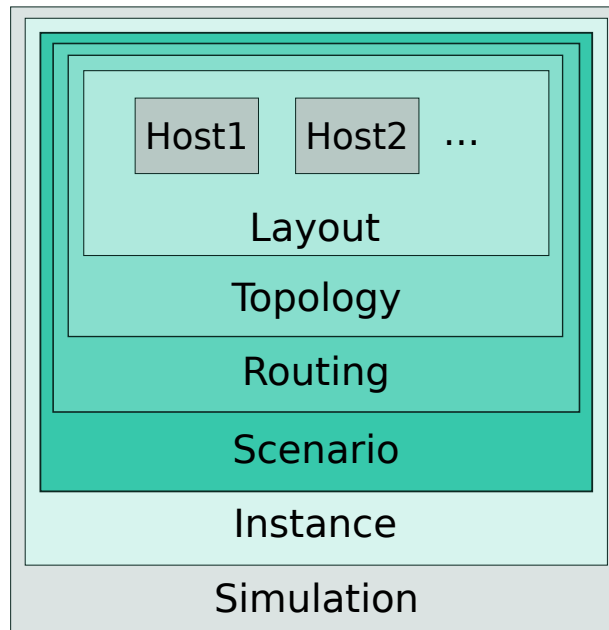 Host1 Host2 ...
Layout
Topology
Routing
Scenario
Instance
Simulation